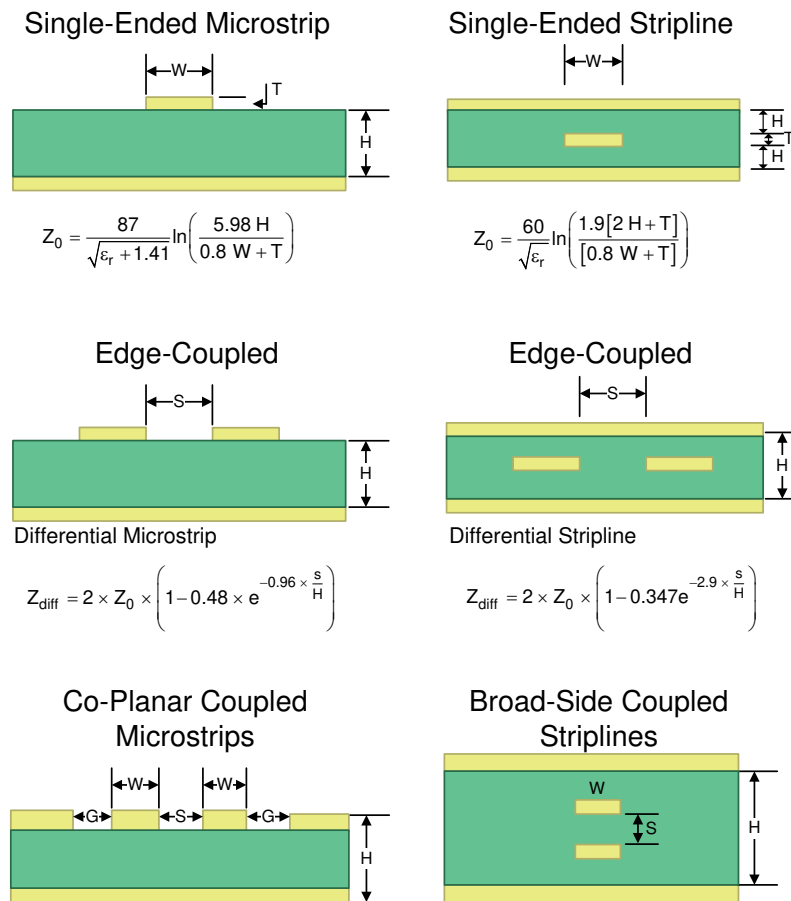 Single-Ended Microstrip
W
T
H
Z₀ = 87/√(εᵣ + 1.41) ln(5.98 H/(0.8 W + T))
Single-Ended Stripline
W
H
T
H
Z₀ = 60/√εᵣ ln(1.9[2 H + T]/[0.8 W + T])
Edge-Coupled
S
H
Differential Microstrip
Z_diff = 2 × Z₀ × (1 − 0.48 × e^(−0.96 × s/H))
Edge-Coupled
S
H
Differential Stripline
Z_diff = 2 × Z₀ × (1 − 0.347e^(−2.9 × s/H))
Co-Planar Coupled
Microstrips
W
W
G
S
G
H
Broad-Side Coupled
Striplines
W
S
H